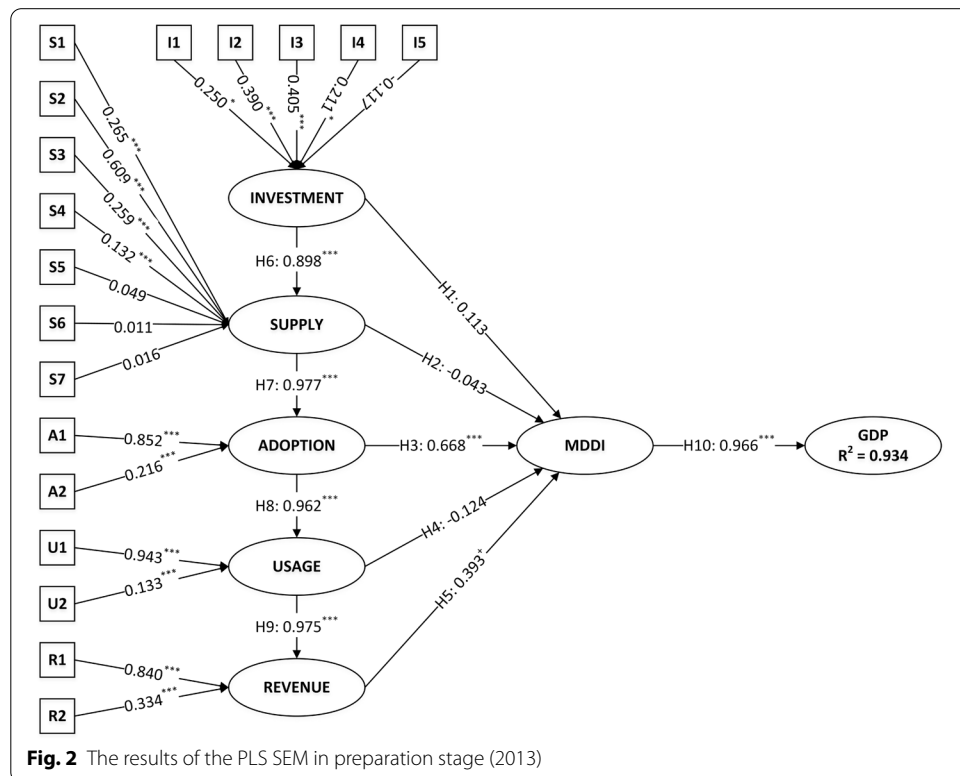 S1
I1
I2
I3
I4
I5
0.250 *
0.390 ***
0.405 ***
0.211 *
-0.117
S2
S3
S4
S5
S6
S7
0.265 ***
0.609 ***
0.259 ***
0.132 ***
0.049
0.011
0.016
INVESTMENT
H6: 0.898***
H1: 0.113
SUPPLY
H2: -0.043
H7: 0.977***
A1
0.852 ***
A2
0.216 ***
ADOPTION
H3: 0.668***
MDDI
H10: 0.966***
GDP
R² = 0.934
H8: 0.962***
H4: -0.124
U1
0.943 ***
U2
0.133 ***
USAGE
H5: 0.393+
H9: 0.975***
R1
0.840 ***
R2
0.334 ***
REVENUE
Fig. 2 The results of the PLS SEM in preparation stage (2013)